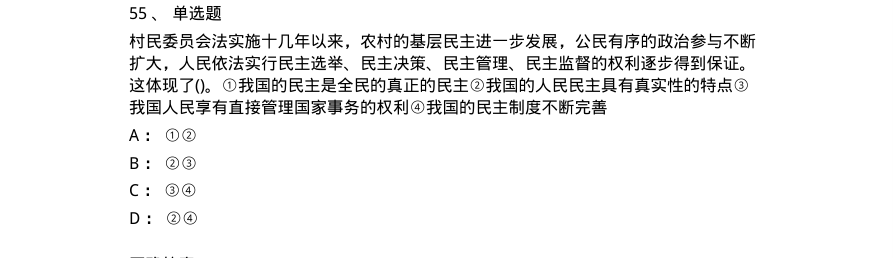 55 、 单选题
村民委员会法实施十几年以来，农村的基层民主进一步发展，公民有序的政治参与不断
扩大，人民依法实行民主选举、民主决策、民主管理、民主监督的权利逐步得到保证。
这体现了()。①我国的民主是全民的真正的民主②我国的人民民主具有真实性的特点③
我国人民享有直接管理国家事务的权利④我国的民主制度不断完善
A ： ①②
B ： ②③
C ： ③④
D ： ②④